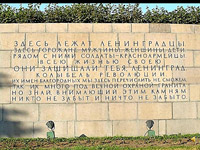 ЗДЕСЬ ЛЕЖАТ ЛЕНИНГРАДЦЫ
ЗДЕСЬ ГОРОЖАНЕ МУЖЧИНЫ ЖЕНЩИНЫ ДЕТИ
РЯДОМ С НИМИ СОЛДАТЫ-КРАСНОАРМЕЙЦЫ
ВСЕЮ ЖИЗНЬЮ СВОЕЮ
ОНИ ЗАЩИЩАЛИ ТЕБЯ, ЛЕНИНГРАД
КОЛЫБЕЛЬ РЕВОЛЮЦИИ
ИХ ИМЕН БЛАГОРОДНЫХ МЫ ЗДЕСЬ ПЕРЕЧИСЛИТЬ НЕ СМОЖЕМ
ТАК ИХ МНОГО ПОД ВЕЧНОЙ ОХРАНОЙ ГРАНИТА
НО ЗНАЙ ВНИМАЮЩИЙ ЭТИМ КАМНЯМ
НИКТО НЕ ЗАБЫТ И НИЧТО НЕ ЗАБЫТО.